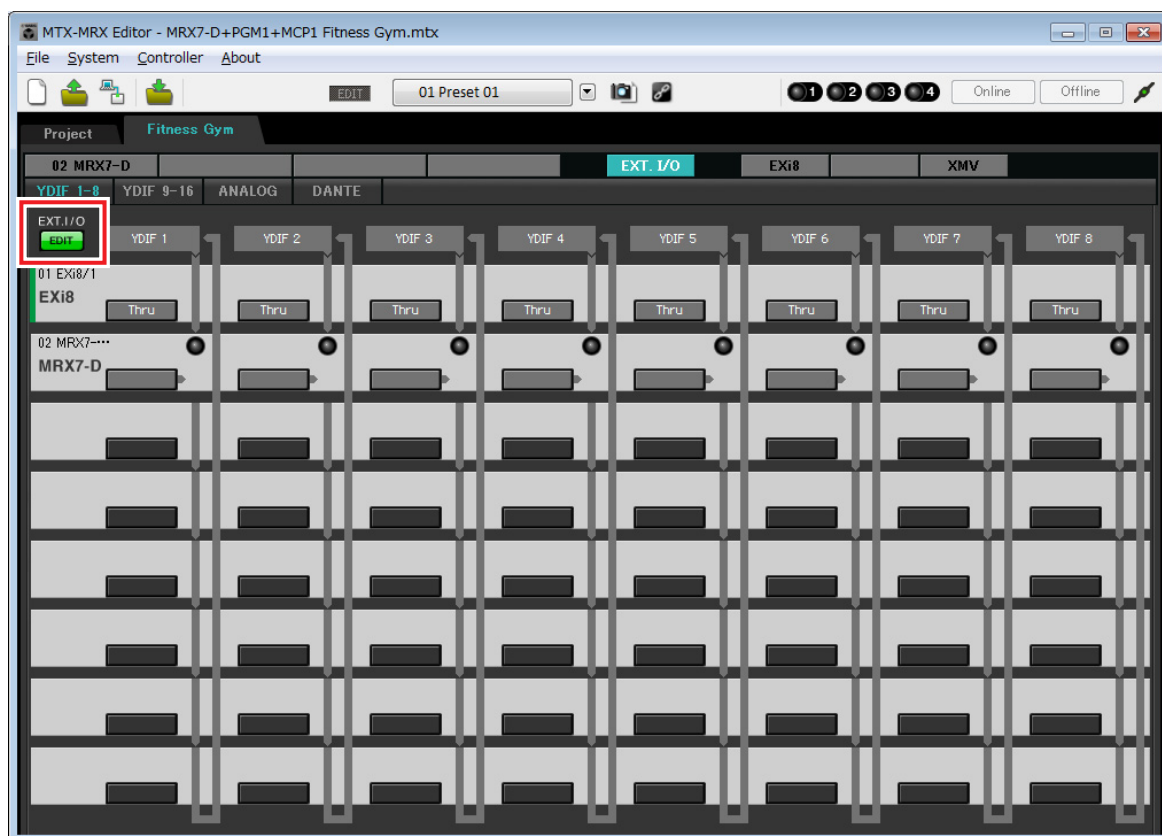 MTX-MRX Editor - MRX7-D+PGM1+MCP1 Fitness Gym.mtx
File System Controller About
EDIT 01 Preset 01 1 2 3 4 Online Offline
Project Fitness Gym
02 MRX7-D EXT. I/O EXi8 XMV
YDIF 1-8 YDIF 9-16 ANALOG DANTE
EXT.I/O
EDIT YDIF 1 YDIF 2 YDIF 3 YDIF 4 YDIF 5 YDIF 6 YDIF 7 YDIF 8
01 EXi8/1
EXi8
Thru Thru Thru Thru Thru Thru Thru Thru
02 MRX7-···
MRX7-D